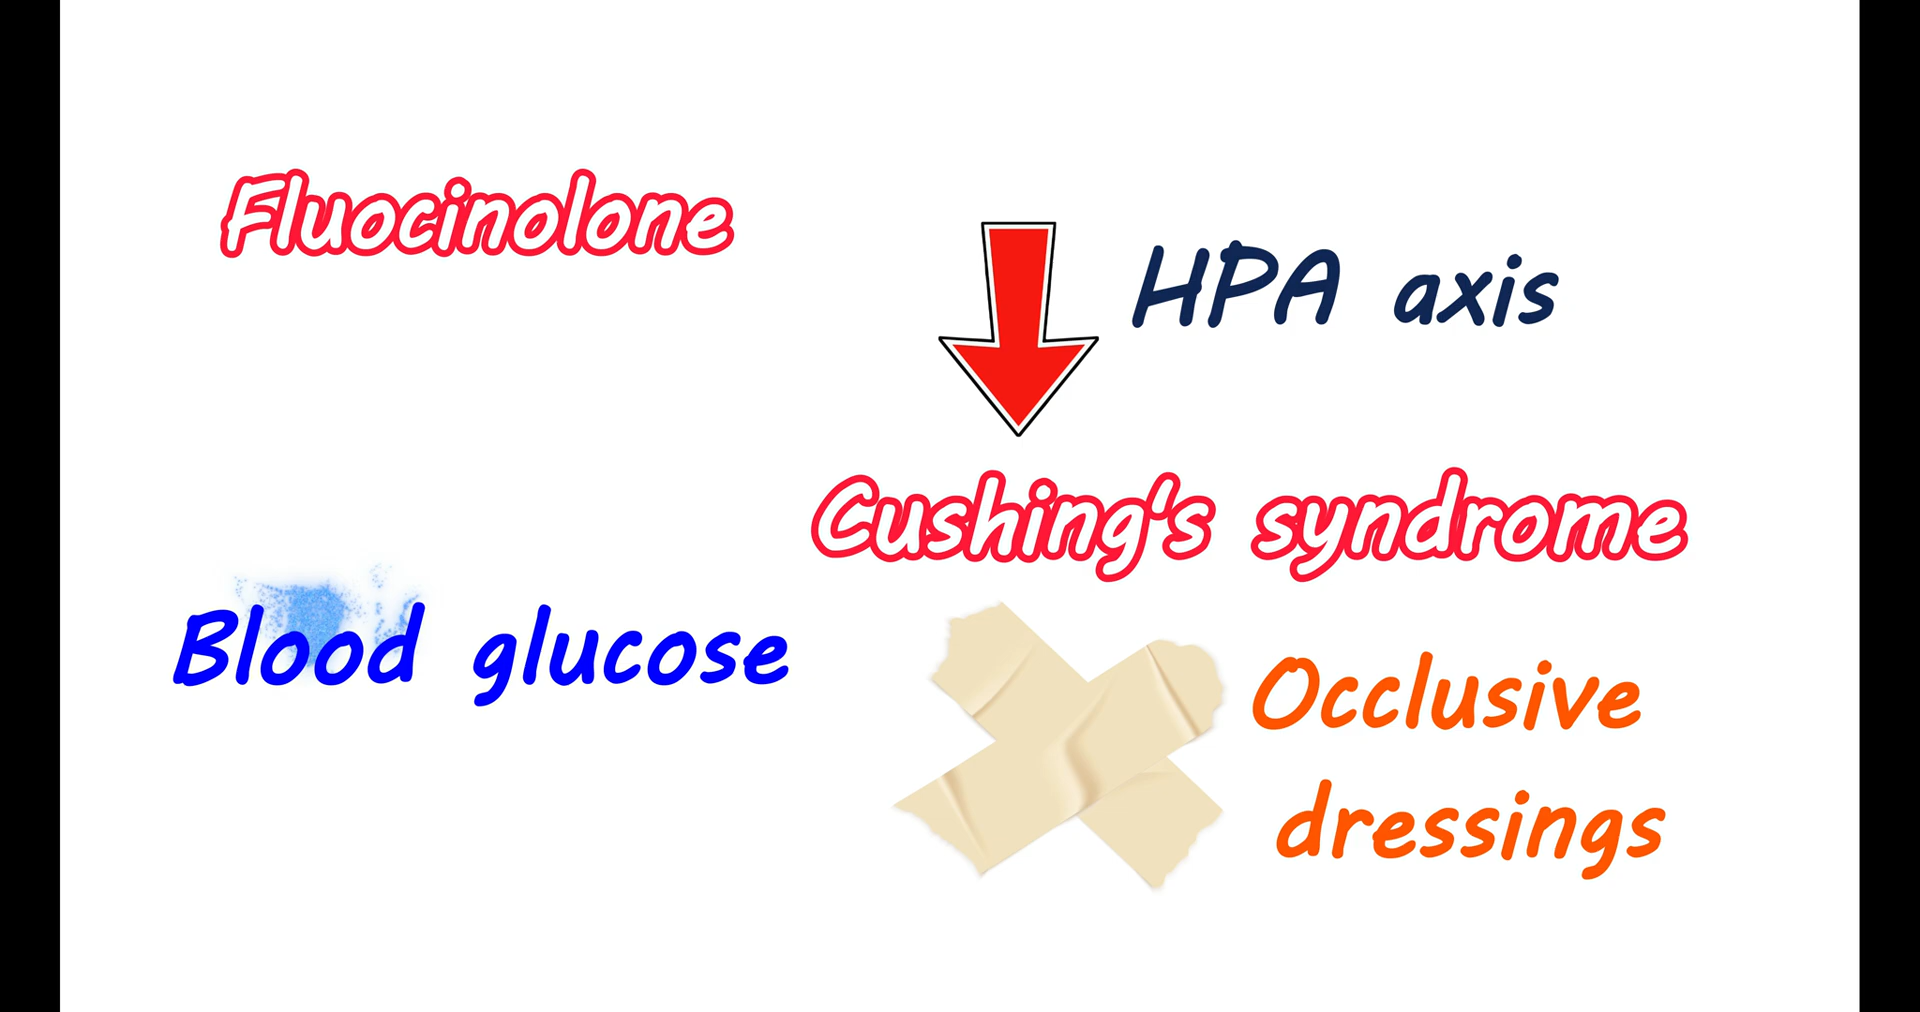 Fluocinolone
HPA axis
Cushing's syndrome
Blood glucose
Occlusive
dressings